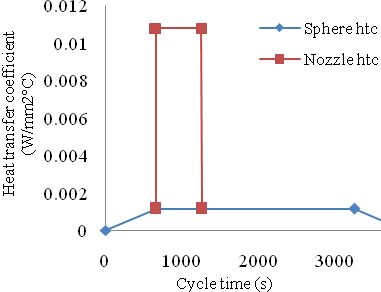 Heat transfer coefficient
(W/mm2°C)
0.012
0.01
0.008
0.006
0.004
0.002
0
0
1000
2000
3000
Cycle time (s)
Sphere htc
Nozzle htc